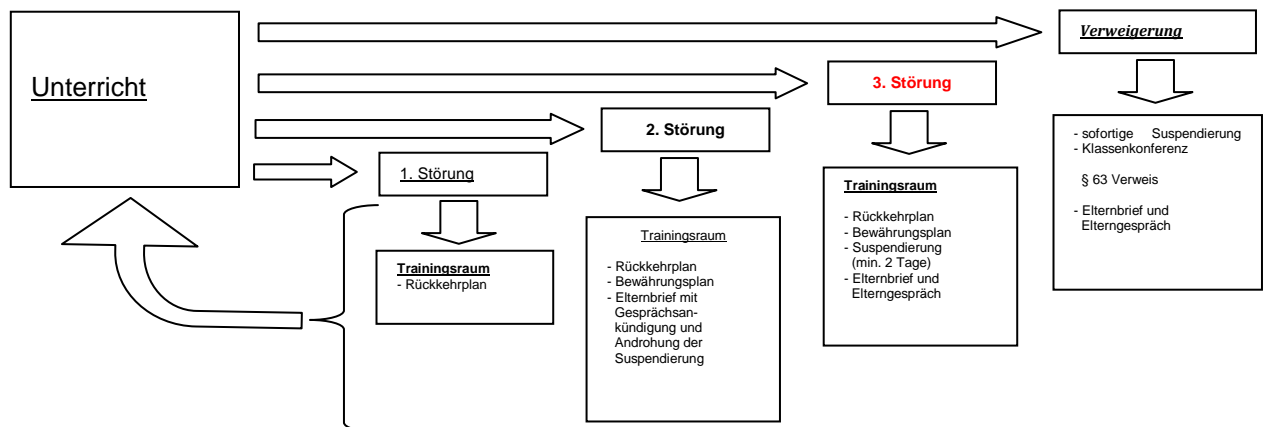 Unterricht
1. Störung
Trainingsraum
- Rückkehrplan
2. Störung
Trainingsraum
- Rückkehrplan
- Bewährungsplan
- Elternbrief mit
Gesprächsan-
kündigung und
Androhung der
Suspendierung
3. Störung
Trainingsraum
- Rückkehrplan
- Bewährungsplan
- Suspendierung
(min. 2 Tage)
- Elternbrief und
Elterngespräch
Verweigerung
- sofortige Suspendierung
- Klassenkonferenz
§ 63 Verweis
- Elternbrief und
Elterngespräch